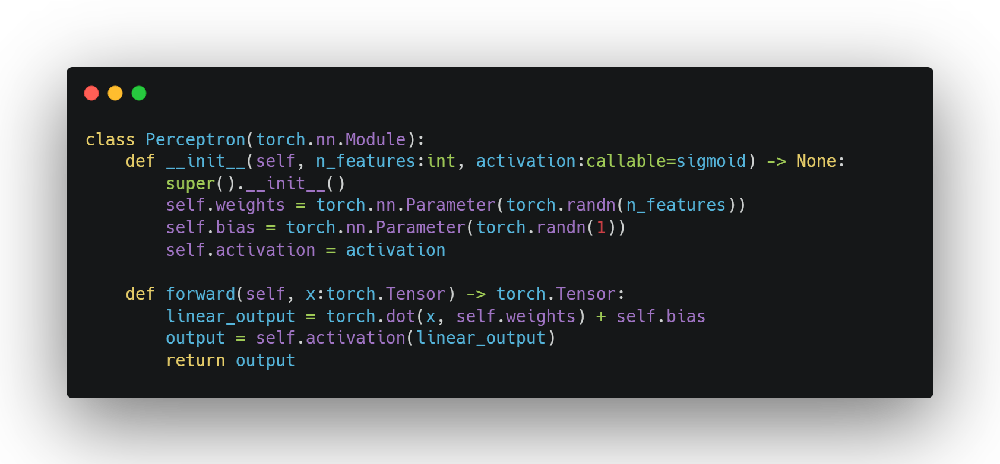 class Perceptron(torch.nn.Module):
    def __init__(self, n_features:int, activation:callable=sigmoid) -> None:
        super().__init__()
        self.weights = torch.nn.Parameter(torch.randn(n_features))
        self.bias = torch.nn.Parameter(torch.randn(1))
        self.activation = activation

    def forward(self, x:torch.Tensor) -> torch.Tensor:
        linear_output = torch.dot(x, self.weights) + self.bias
        output = self.activation(linear_output)
        return output